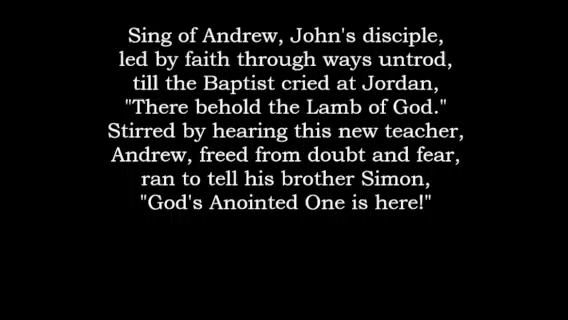 Sing of Andrew, John's disciple,
led by faith through ways untrod,
till the Baptist cried at Jordan,
"There behold the Lamb of God."
Stirred by hearing this new teacher,
Andrew, freed from doubt and fear,
ran to tell his brother Simon,
"God's Anointed One is here!"